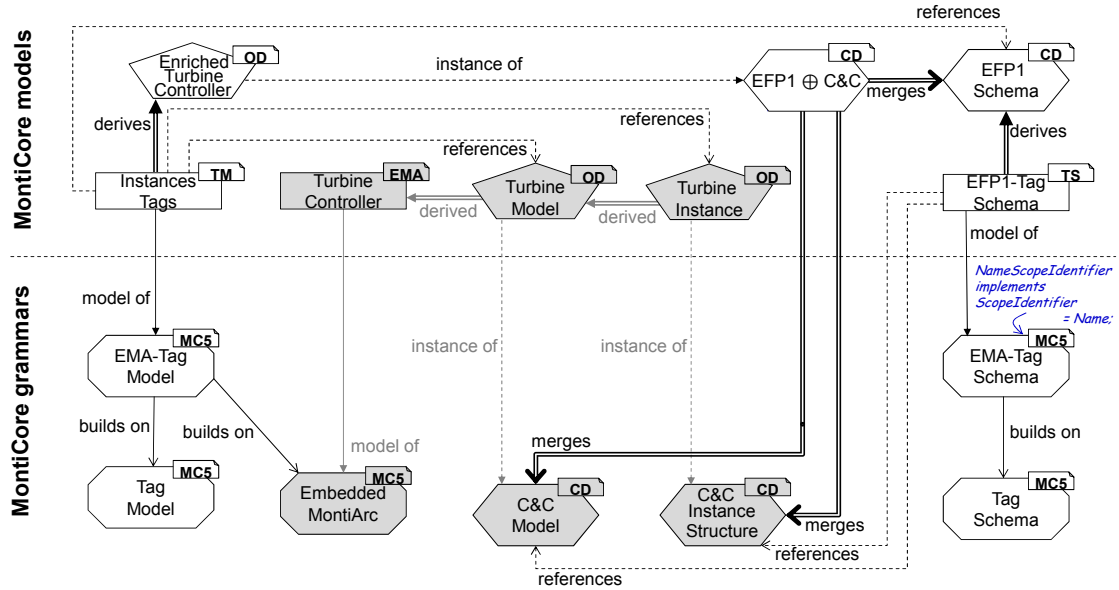 references
MontiCore models
Enriched
Turbine
Controller
OD
instance of
EFP1 ⊕ C&C
CD
merges
EFP1
Schema
CD
derives
references
references
derives
Instances
Tags
TM
Turbine
Controller
EMA
derived
Turbine
Model
OD
derived
Turbine
Instance
OD
EFP1-Tag
Schema
TS
model of
MontiCore grammars
NameScopeIdentifier
implements
ScopeIdentifier
= Name;
model of
EMA-Tag
Model
MC5
instance of
instance of
EMA-Tag
Schema
MC5
builds on
builds on
model of
merges
builds on
Tag
Model
MC5
Embedded
MontiArc
MC5
C&C
Model
CD
C&C
Instance
Structure
CD
merges
Tag
Schema
MC5
references
references